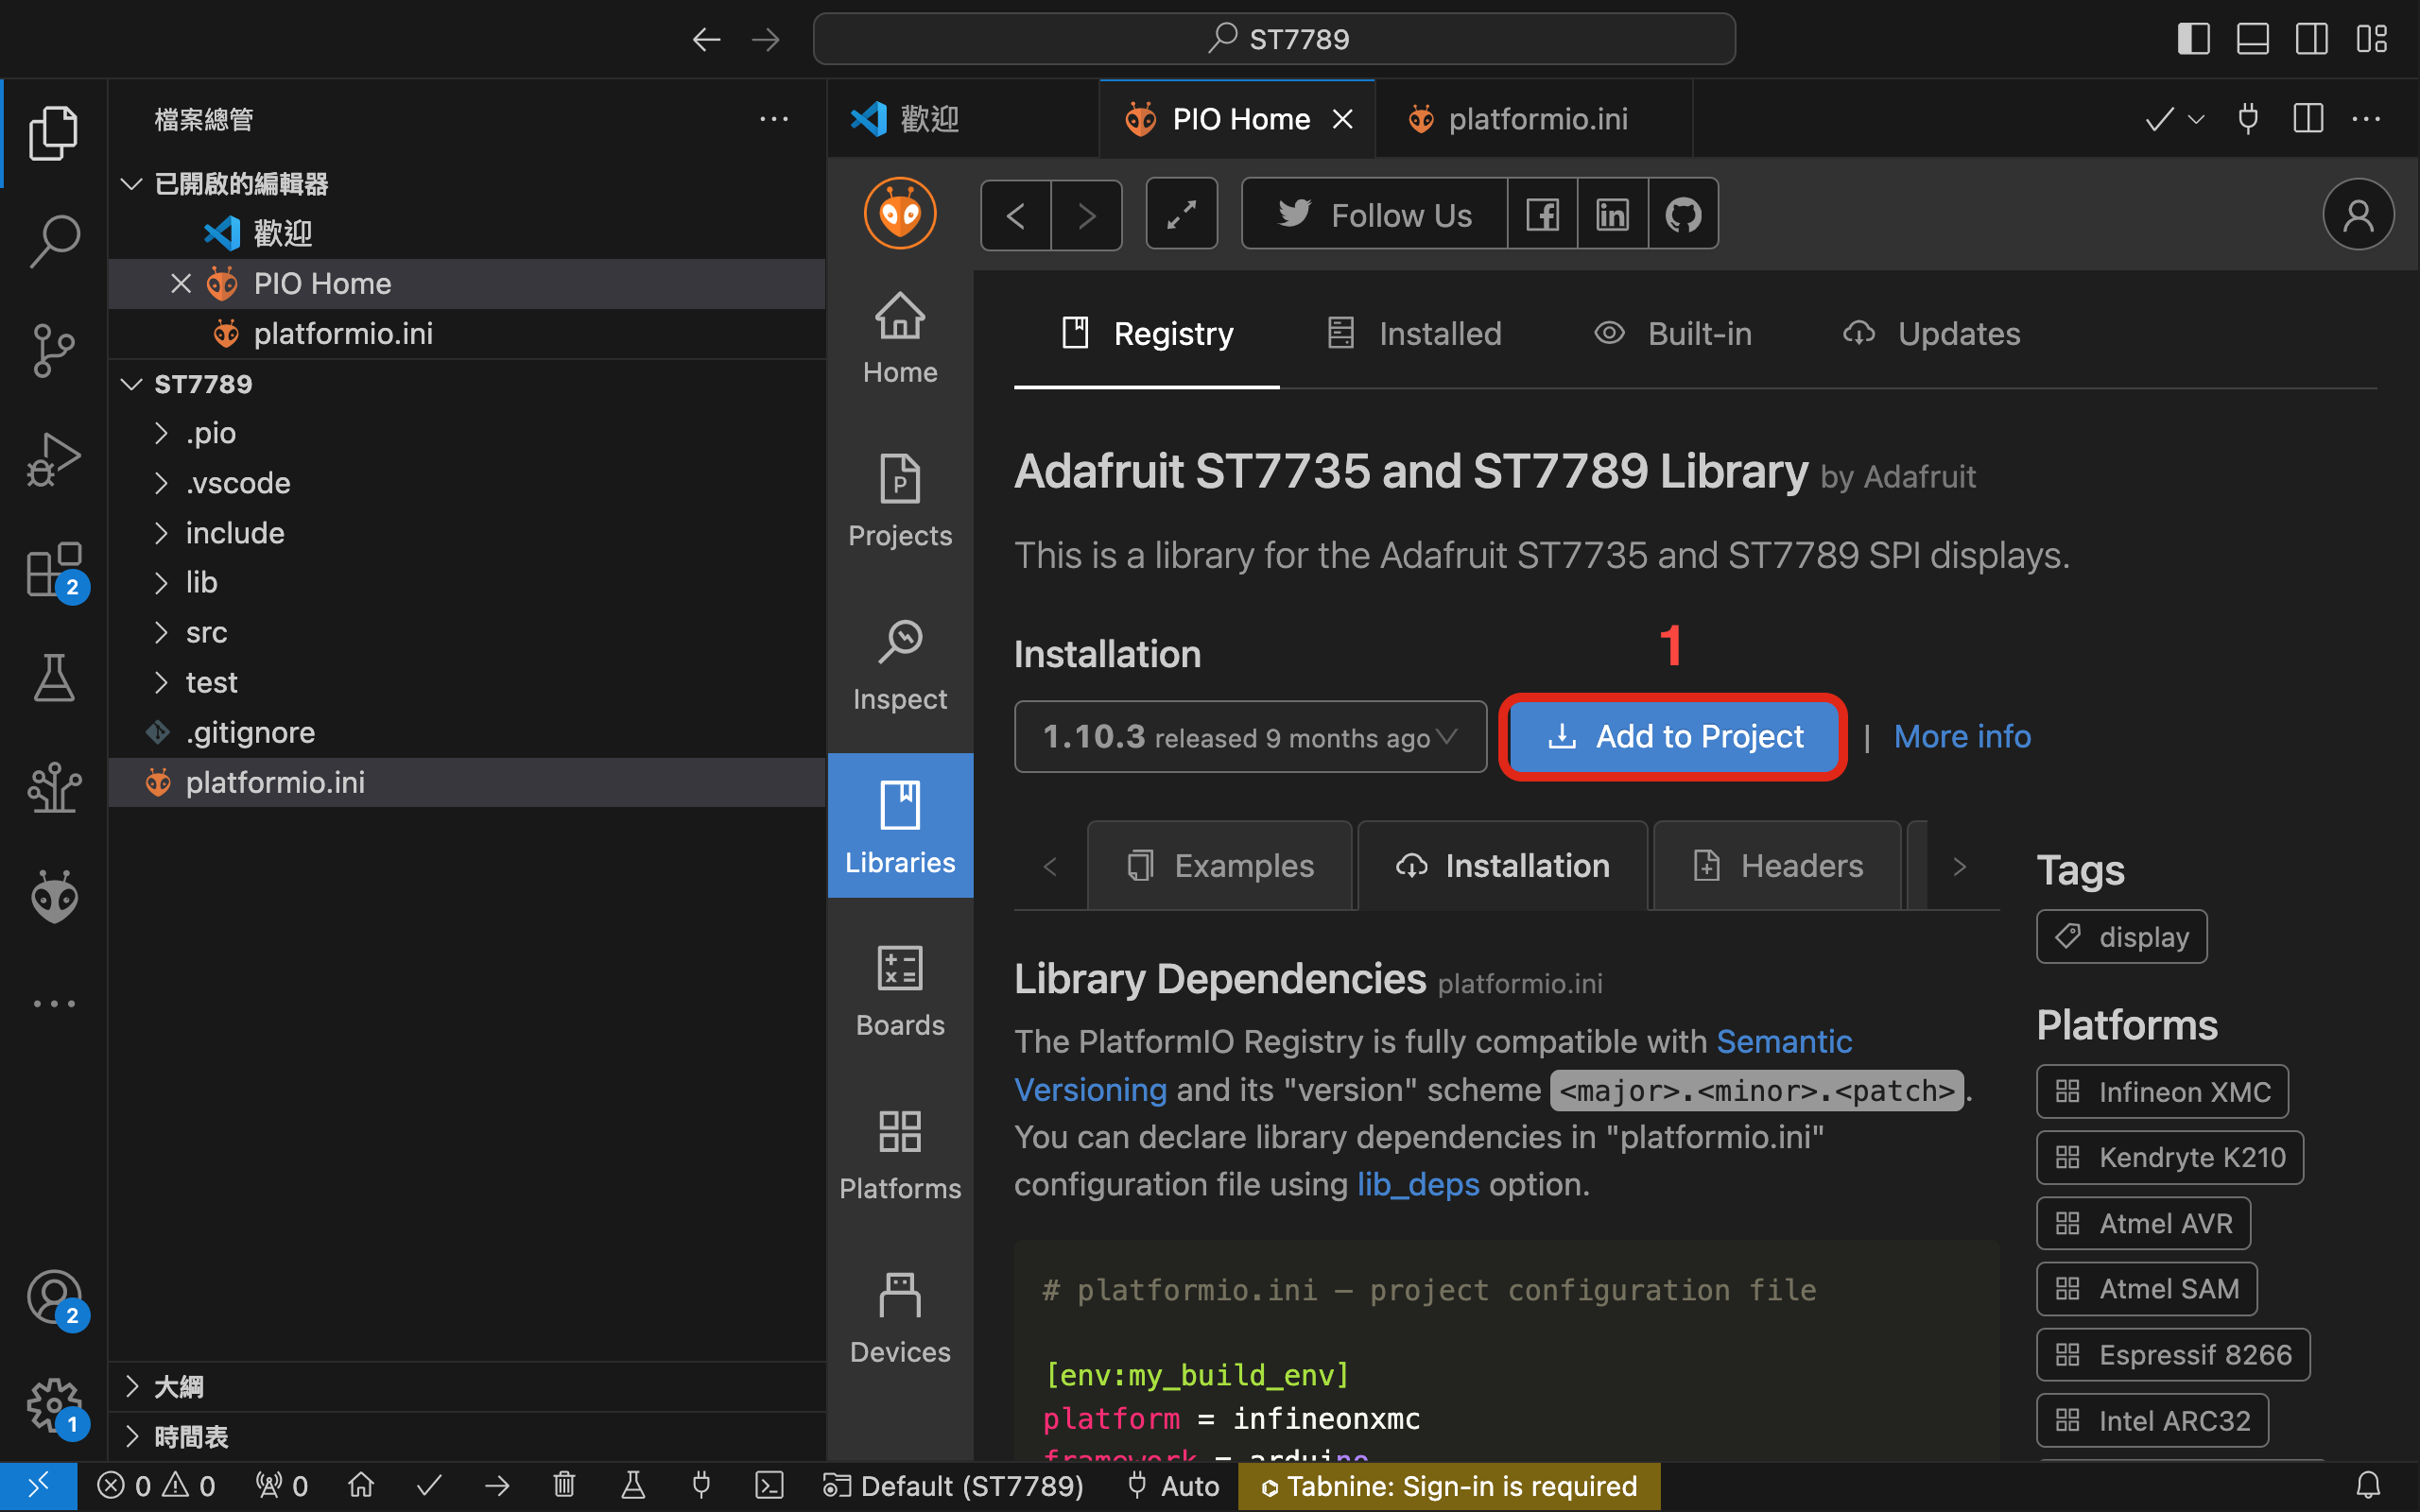 ST7789
檔案總管
已開啟的編輯器
歡迎
PIO Home
platformio.ini
ST7789
.pio
.vscode
include
lib
src
test
.gitignore
platformio.ini
大綱
時間表
2
2
1
歡迎
PIO Home
platformio.ini
Follow Us
Home
Projects
Inspect
Libraries
Boards
Platforms
Devices
Registry
Installed
Built-in
Updates
Adafruit ST7735 and ST7789 Library by Adafruit
This is a library for the Adafruit ST7735 and ST7789 SPI displays.
Installation
1
1.10.3 released 9 months ago
Add to Project
| More info
Examples
Installation
Headers
Library Dependencies platformio.ini
The PlatformIO Registry is fully compatible with Semantic
Versioning and its "version" scheme <major>.<minor>.<patch>.
You can declare library dependencies in "platformio.ini"
configuration file using lib_deps option.
# platformio.ini – project configuration file
[env:my_build_env]
platform = infineonxmc
framework = arduino
Tags
display
Platforms
Infineon XMC
Kendryte K210
Atmel AVR
Atmel SAM
Espressif 8266
Intel ARC32
0 0 0 Default (ST7789) Auto Tabnine: Sign-in is required